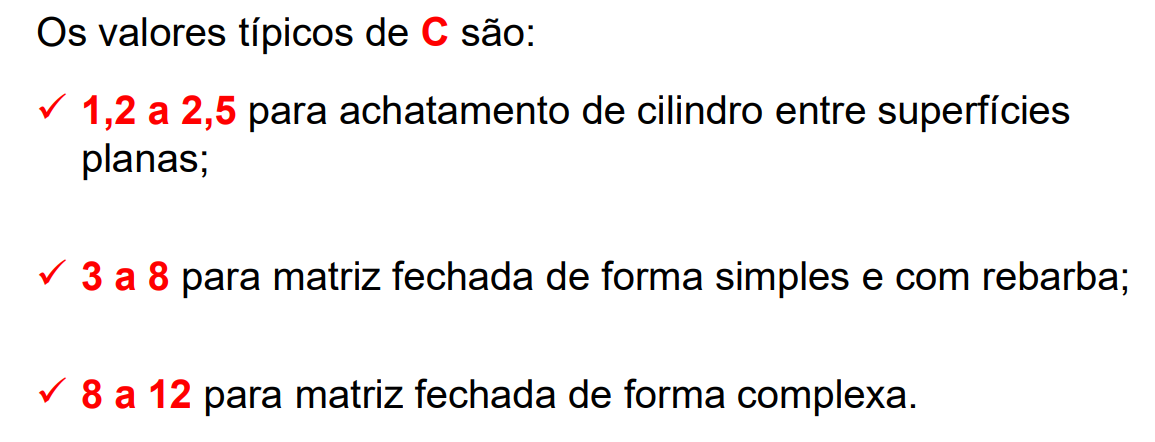 Os valores típicos de C são:
✓ 1,2 a 2,5 para achatamento de cilindro entre superfícies
planas;
✓ 3 a 8 para matriz fechada de forma simples e com rebarba;
✓ 8 a 12 para matriz fechada de forma complexa.